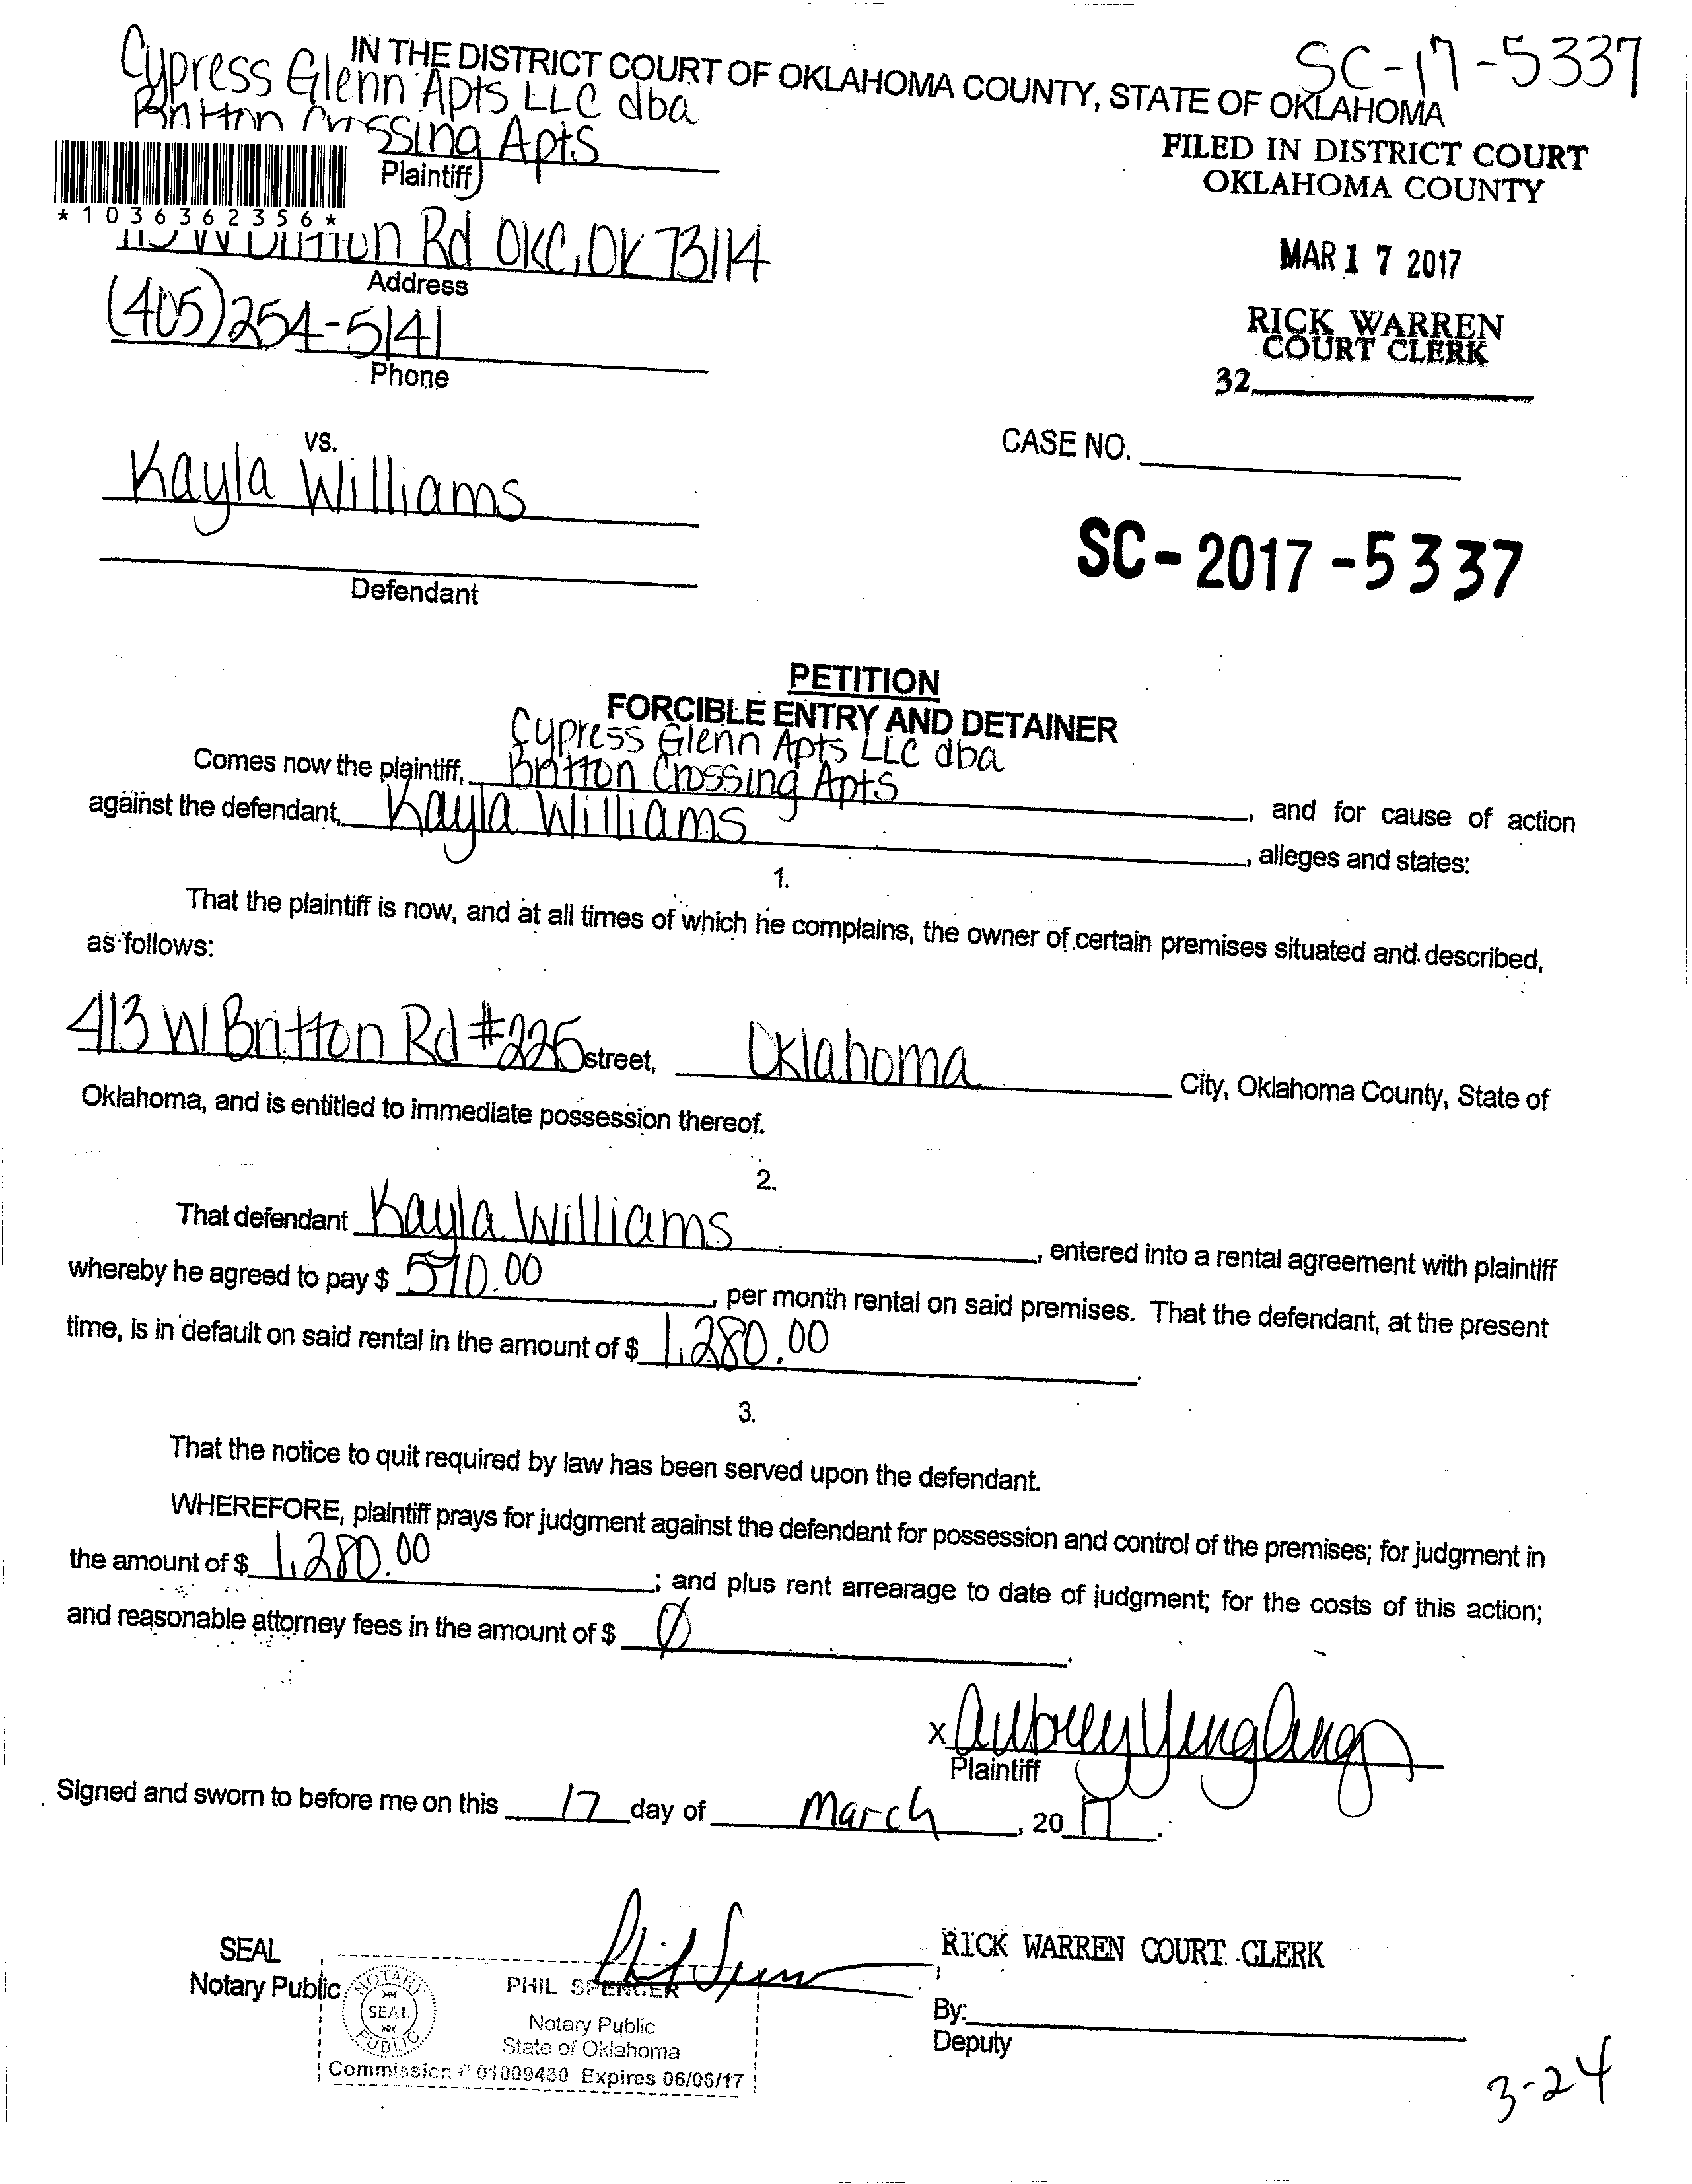 SC-17-5337
IN THE DISTRICT COURT OF OKLAHOMA COUNTY, STATE OF OKLAHOMA
Cypress Glenn Apts LLC dba
Britton Crossing Apts
Plaintiff
FILED IN DISTRICT COURT
OKLAHOMA COUNTY
*1036362356*
W Britton Rd OKC, OK 73114
Address
MAR 17 2017
(405)254-5141
Phone
RICK WARREN
COURT CLERK
32
vs.
CASE NO.
Kayla Williams
Defendant
SC-2017-5337
PETITION
FORCIBLE ENTRY AND DETAINER
Cypress Glenn Apts LLC dba
Comes now the plaintiff, Britton Crossing Apts, and for cause of action
against the defendant, Kayla Williams, alleges and states:
1.
That the plaintiff is now, and at all times of which he complains, the owner of certain premises situated and described,
as follows:
413 W Britton Rd #226 street, Oklahoma City, Oklahoma County, State of
Oklahoma, and is entitled to immediate possession thereof.
2.
That defendant Kayla Williams, entered into a rental agreement with plaintiff
whereby he agreed to pay $ 570.00, per month rental on said premises. That the defendant, at the present
time, is in default on said rental in the amount of $ 1,280.00.
3.
That the notice to quit required by law has been served upon the defendant.
WHEREFORE, plaintiff prays for judgment against the defendant for possession and control of the premises; for judgment in
the amount of $ 1,280.00; and plus rent arrearage to date of judgment; for the costs of this action;
and reasonable attorney fees in the amount of $ Ø.
x
Plaintiff
Signed and sworn to before me on this 17 day of March, 2017.
SEAL
Notary Public
NOTARY SEAL PUBLIC
PHIL SPENCER
Notary Public
State of Oklahoma
Commission # 01009480 Expires 06/06/17
RICK WARREN COURT CLERK
By:
Deputy
3-24